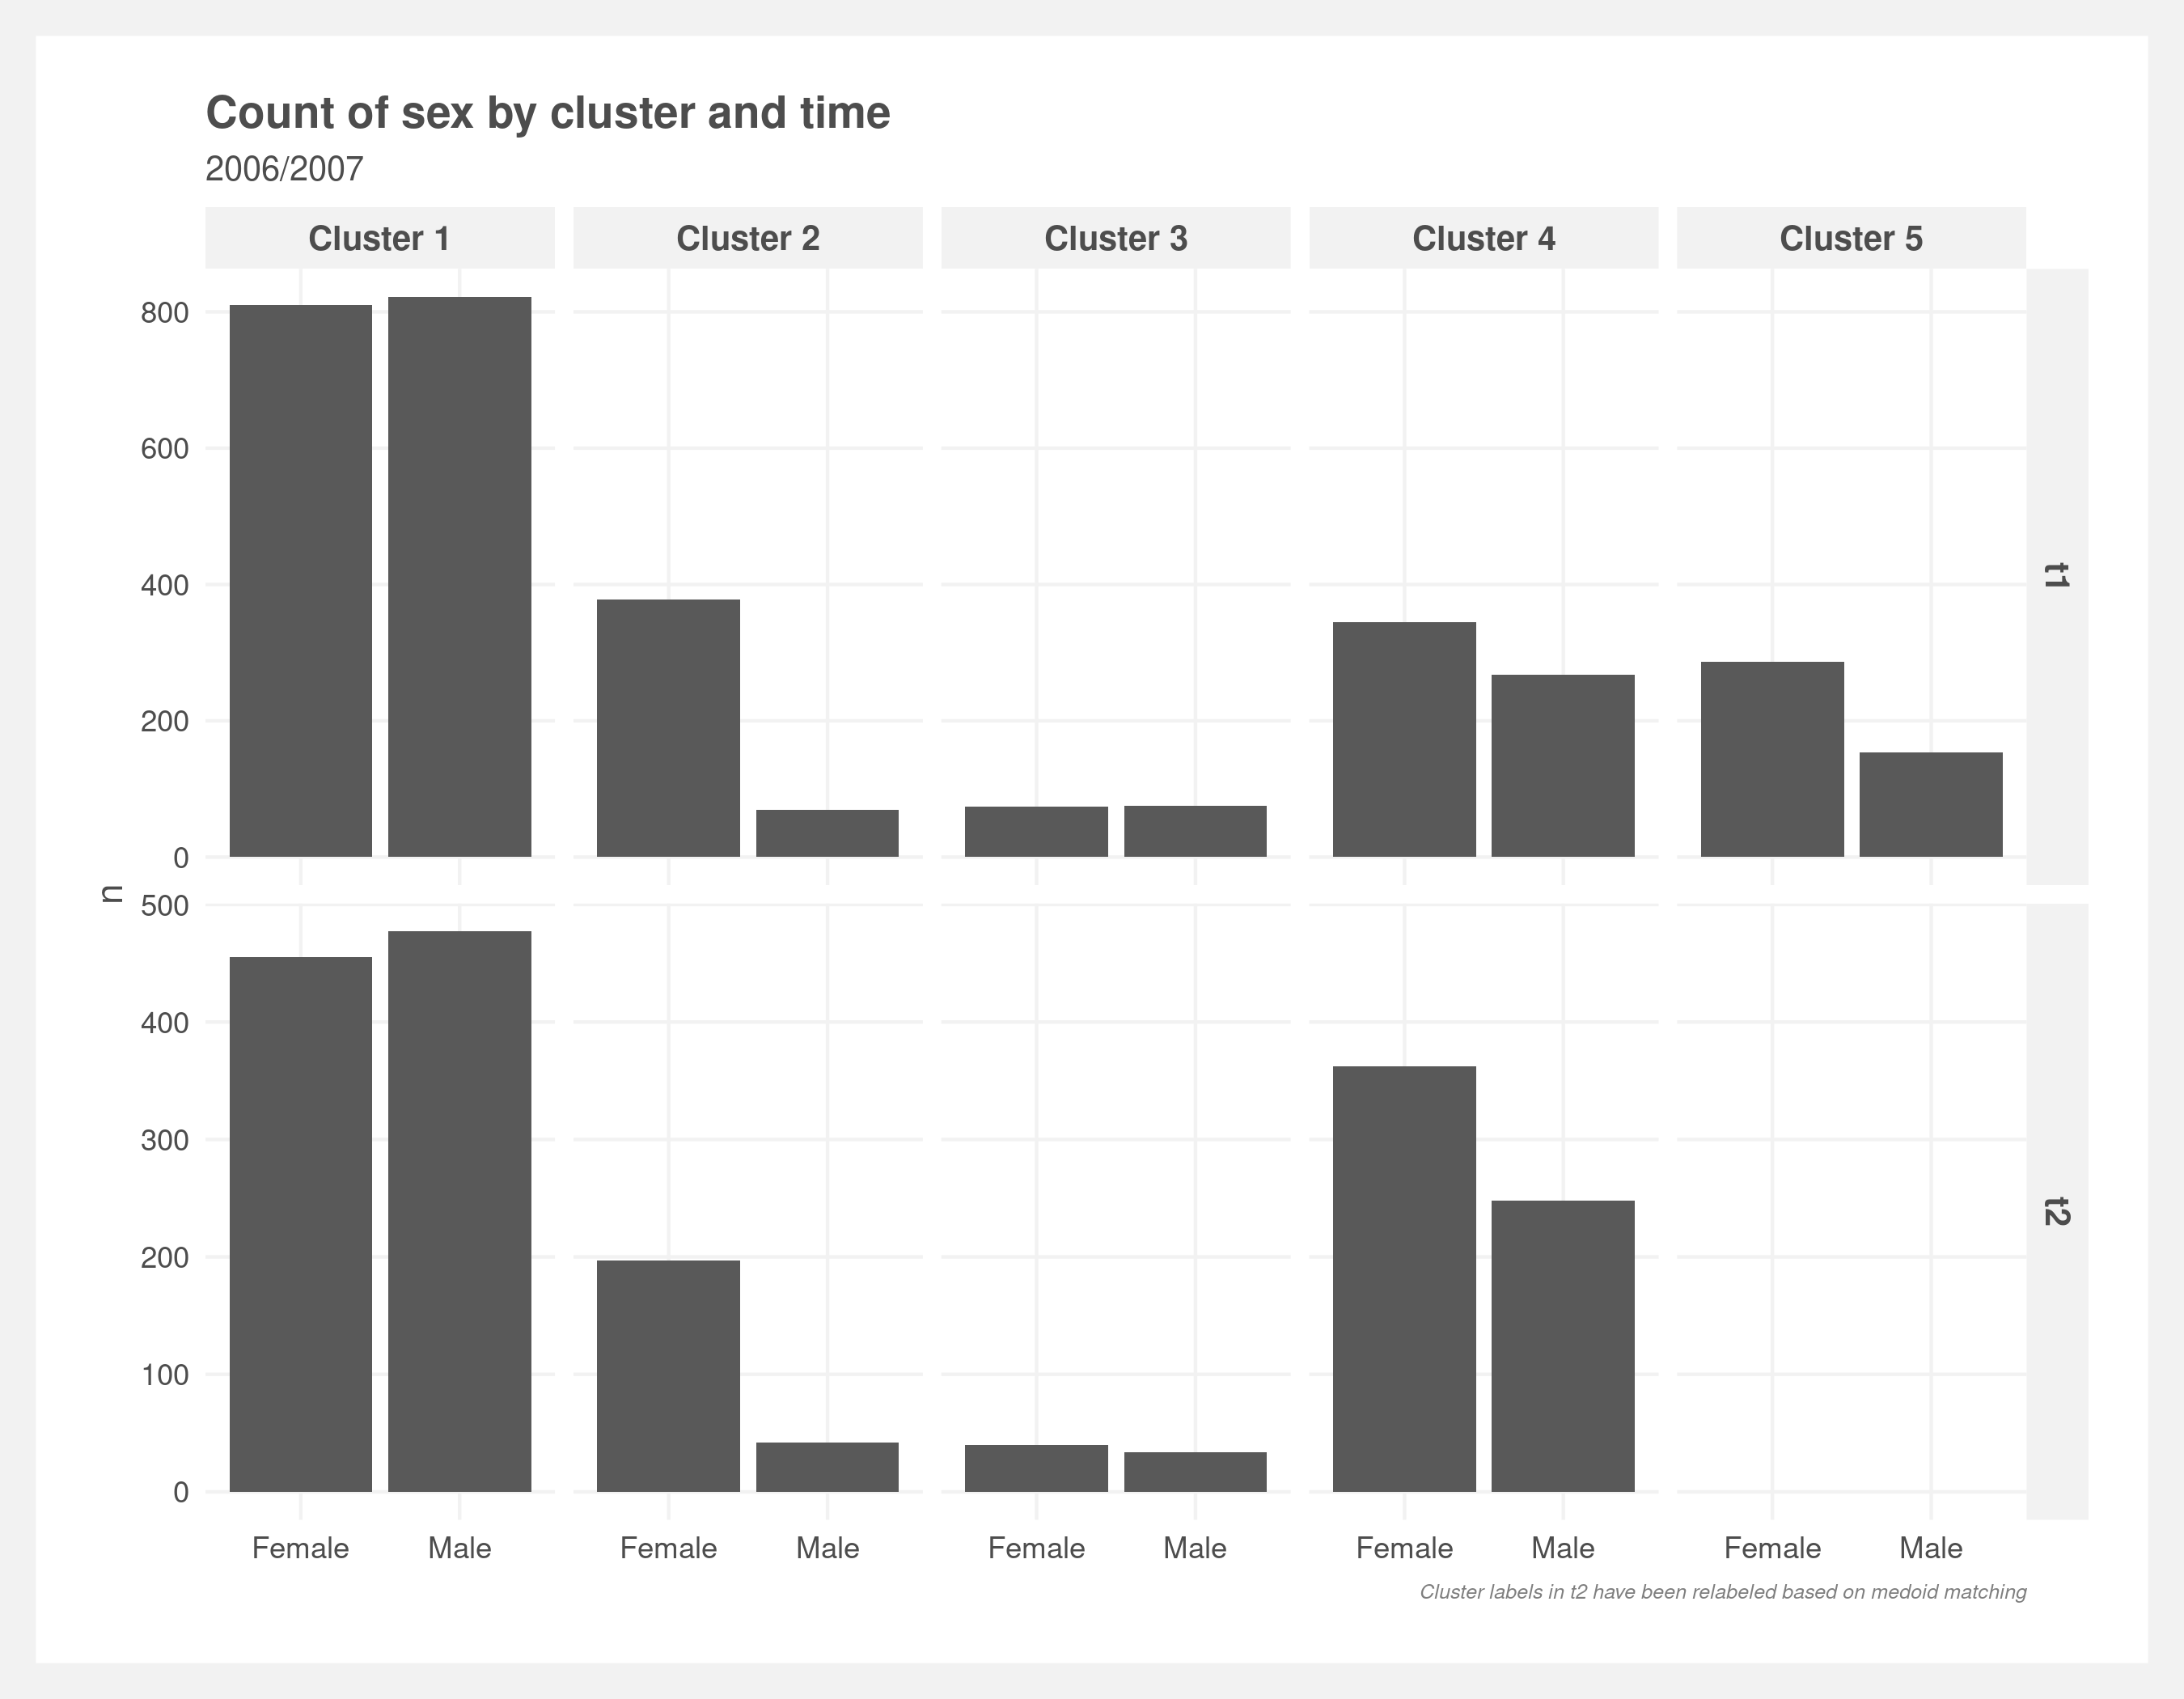 Count of sex by cluster and time
2006/2007
Cluster 1 Cluster 2 Cluster 3 Cluster 4 Cluster 5
800
600
400
200
0
t1
n
500
400
300
200
100
0
t2
Female Male Female Male Female Male Female Male Female Male
Cluster labels in t2 have been relabeled based on medoid matching